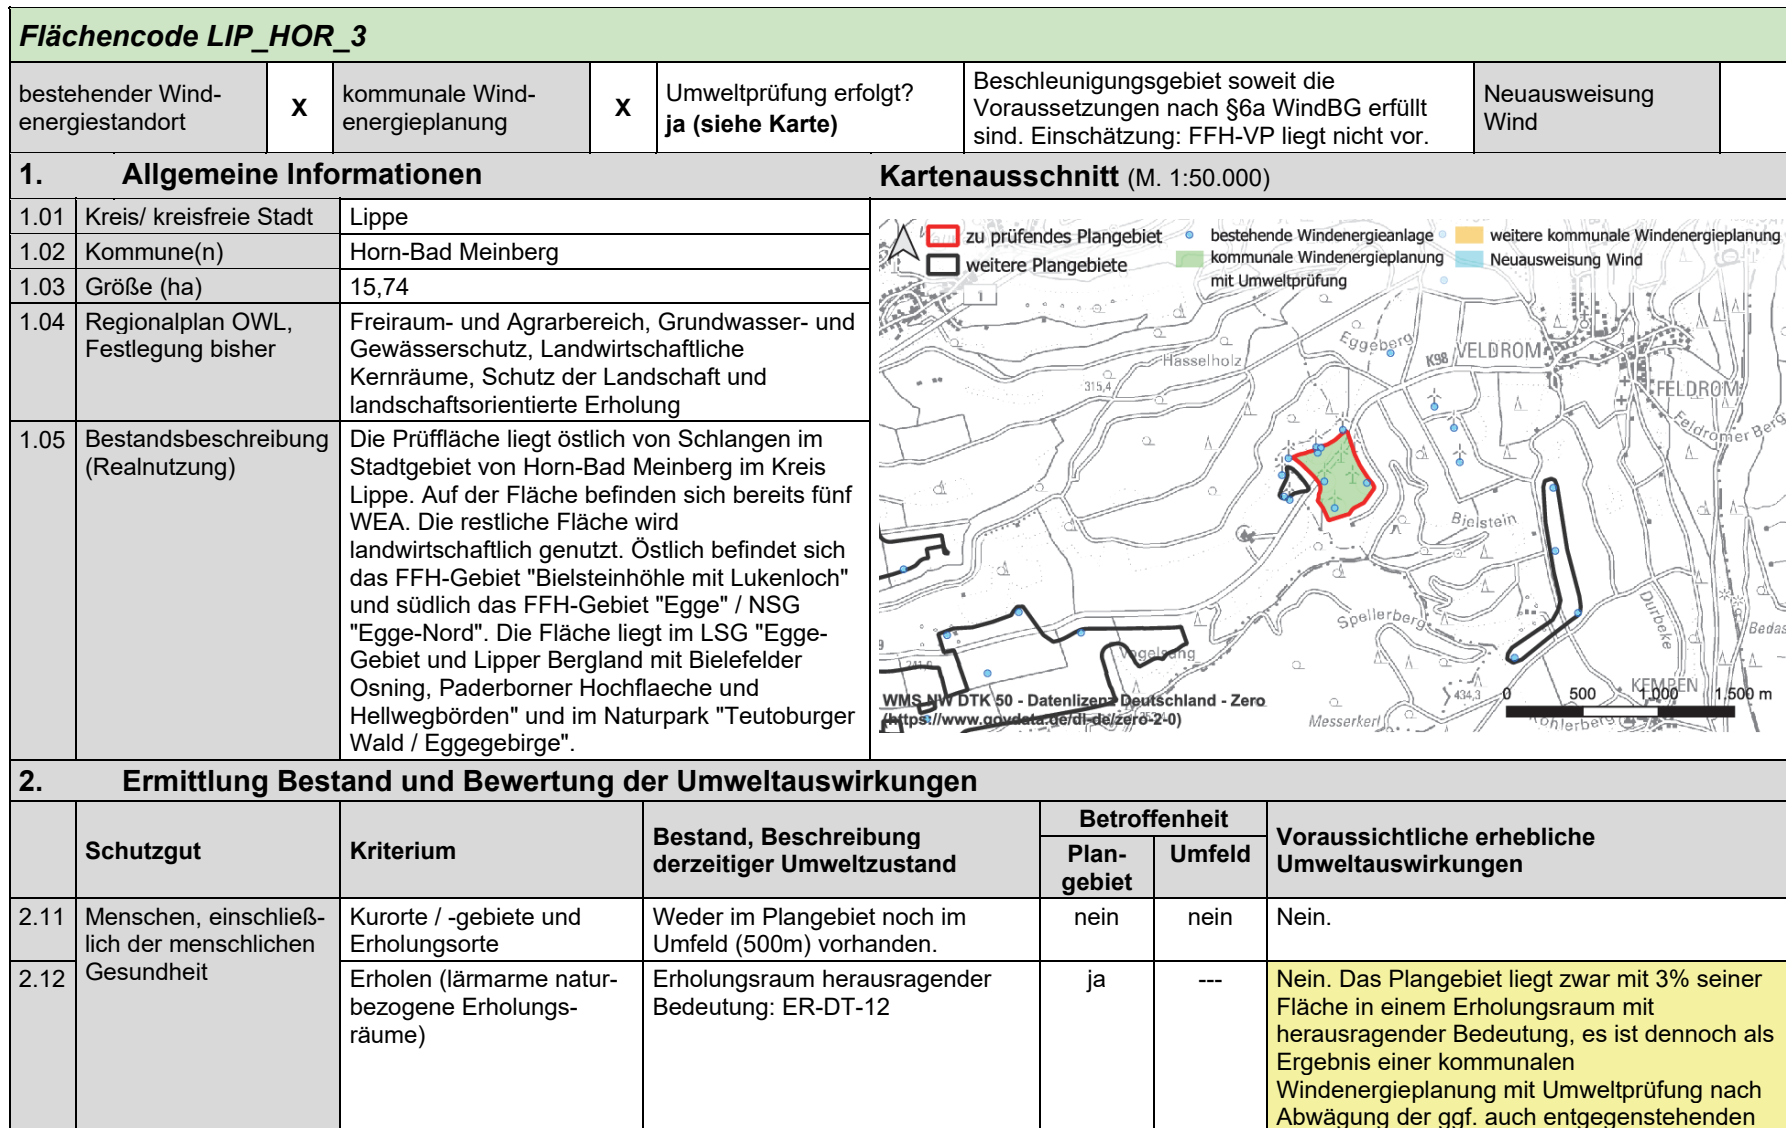 Flächencode LIP_HOR_3
bestehender Wind-
energiestandort
X
kommunale Wind-
energieplanung
X
Umweltprüfung erfolgt?
ja (siehe Karte)
Beschleunigungsgebiet soweit die
Voraussetzungen nach §6a WindBG erfüllt
sind. Einschätzung: FFH-VP liegt nicht vor.
Neuausweisung
Wind
1. Allgemeine Informationen
Kartenausschnitt (M. 1:50.000)
1.01 Kreis/ kreisfreie Stadt Lippe
1.02 Kommune(n) Horn-Bad Meinberg
1.03 Größe (ha) 15,74
1.04 Regionalplan OWL,
Festlegung bisher
Freiraum- und Agrarbereich, Grundwasser- und
Gewässerschutz, Landwirtschaftliche
Kernräume, Schutz der Landschaft und
landschaftsorientierte Erholung
1.05 Bestandsbeschreibung
(Realnutzung)
Die Prüffläche liegt östlich von Schlangen im
Stadtgebiet von Horn-Bad Meinberg im Kreis
Lippe. Auf der Fläche befinden sich bereits fünf
WEA. Die restliche Fläche wird
landwirtschaftlich genutzt. Östlich befindet sich
das FFH-Gebiet "Bielsteinhöhle mit Lukenloch"
und südlich das FFH-Gebiet "Egge" / NSG
"Egge-Nord". Die Fläche liegt im LSG "Egge-
Gebiet und Lipper Bergland mit Bielefelder
Osning, Paderborner Hochflaeche und
Hellwegbörden" und im Naturpark "Teutoburger
Wald / Eggegebirge".
zu prüfendes Plangebiet
weitere Plangebiete
bestehende Windenergieanlage
kommunale Windenergieplanung
mit Umweltprüfung
weitere kommunale Windenergieplanung
Neuausweisung Wind
1
Hasselholz
315,4
Eggeberg
K98
VELDROM
FELDROM
Feldromer Berg
Bielstein
Spellerberg
Vogelsang
241,9
Durbeke
Bedas
KEMPEN
434,3
Messerkerl
Köhlerberg
0 500 1.000 1.500 m
WMS NW DTK 50 - Datenlizenz Deutschland - Zero
(https://www.govdata.de/dl-de/zero-2-0)
2. Ermittlung Bestand und Bewertung der Umweltauswirkungen
Schutzgut
Kriterium
Bestand, Beschreibung
derzeitiger Umweltzustand
Betroffenheit
Plan-
gebiet
Umfeld
Voraussichtliche erhebliche
Umweltauswirkungen
2.11 Menschen, einschließ-
lich der menschlichen
Gesundheit
Kurorte / -gebiete und
Erholungsorte
Weder im Plangebiet noch im
Umfeld (500m) vorhanden.
nein
nein
Nein.
2.12
Erholen (lärmarme natur-
bezogene Erholungs-
räume)
Erholungsraum herausragender
Bedeutung: ER-DT-12
ja
---
Nein. Das Plangebiet liegt zwar mit 3% seiner
Fläche in einem Erholungsraum mit
herausragender Bedeutung, es ist dennoch als
Ergebnis einer kommunalen
Windenergieplanung mit Umweltprüfung nach
Abwägung der ggf. auch entgegenstehenden